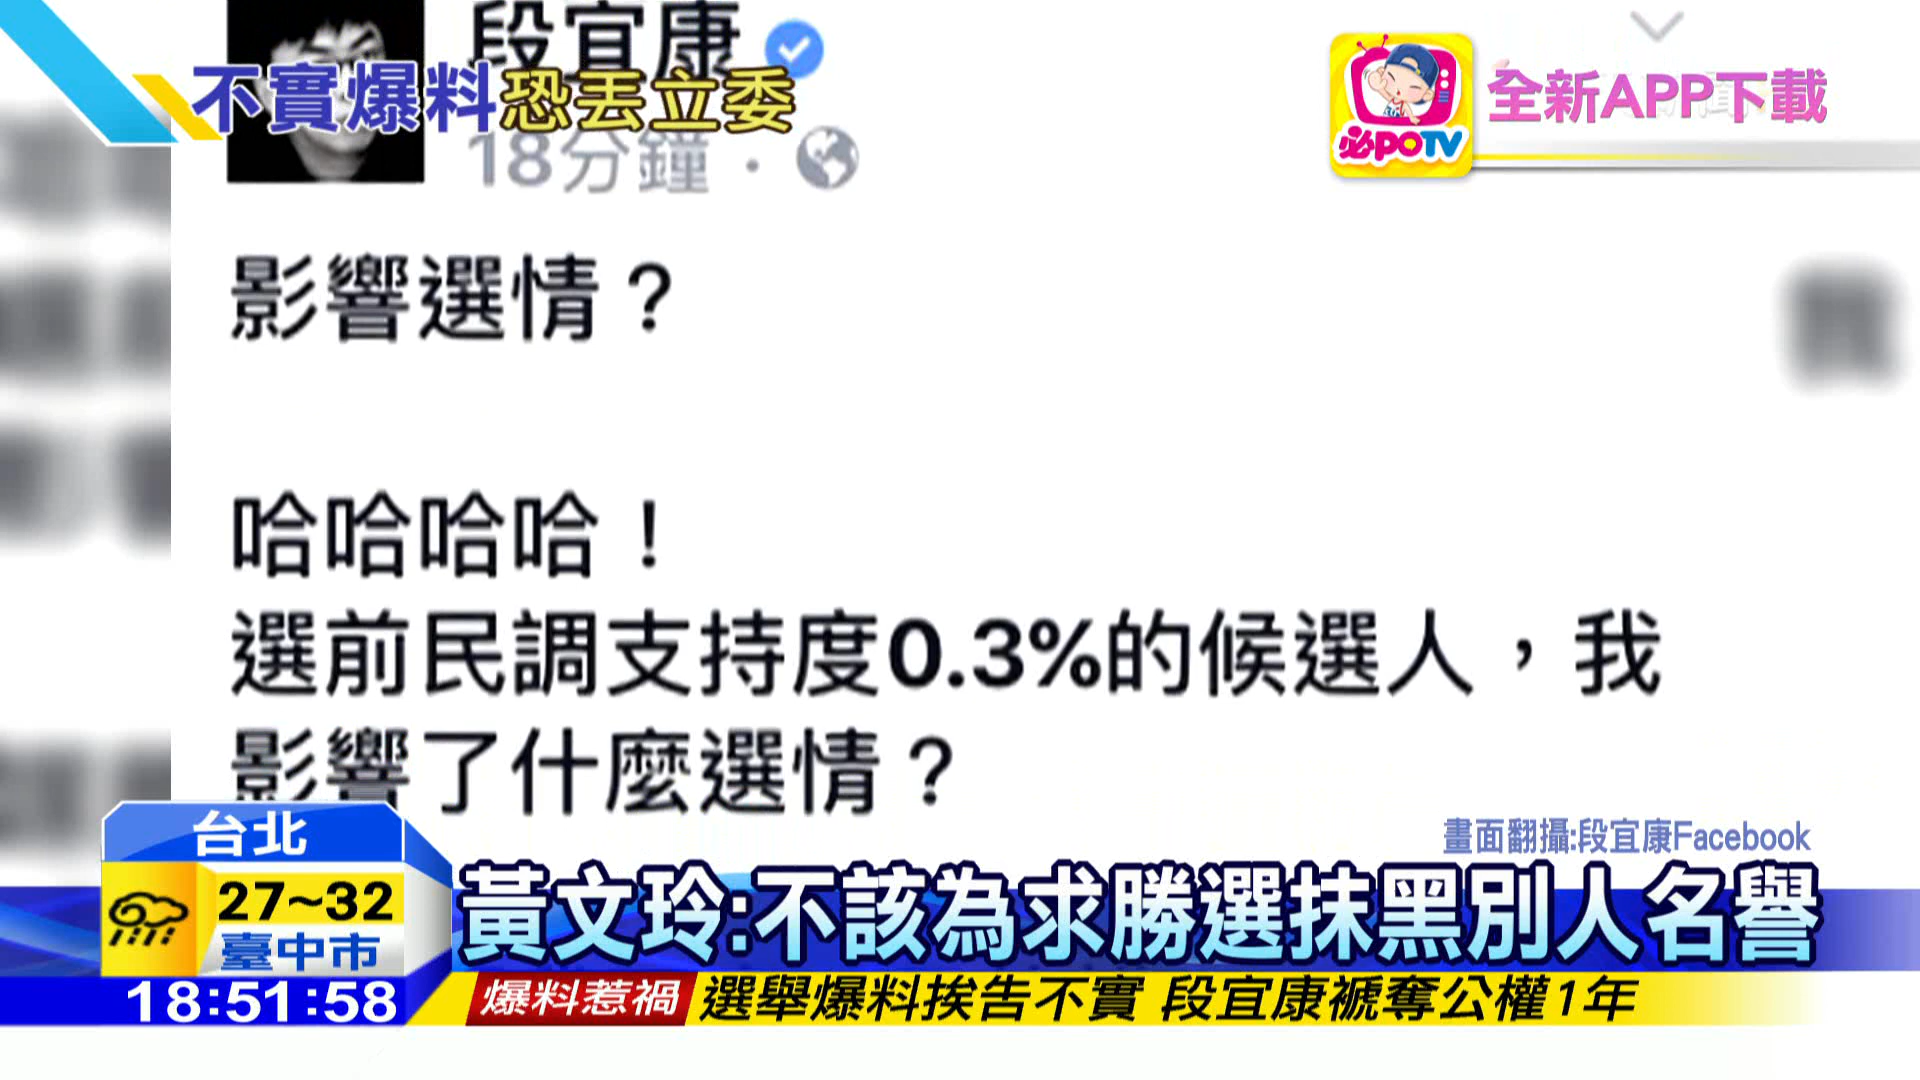 段宜康
不實爆料恐丟立委
18分鐘 ·
必POTV
全新APP下載
影響選情？
哈哈哈哈！
選前民調支持度0.3%的候選人，我
影響了什麼選情？
畫面翻攝:段宜康Facebook
台北
27~32
臺中市
18:51:58
黃文玲:不該為求勝選抹黑別人名譽
爆料惹禍
選舉爆料挨告不實 段宜康褫奪公權1年